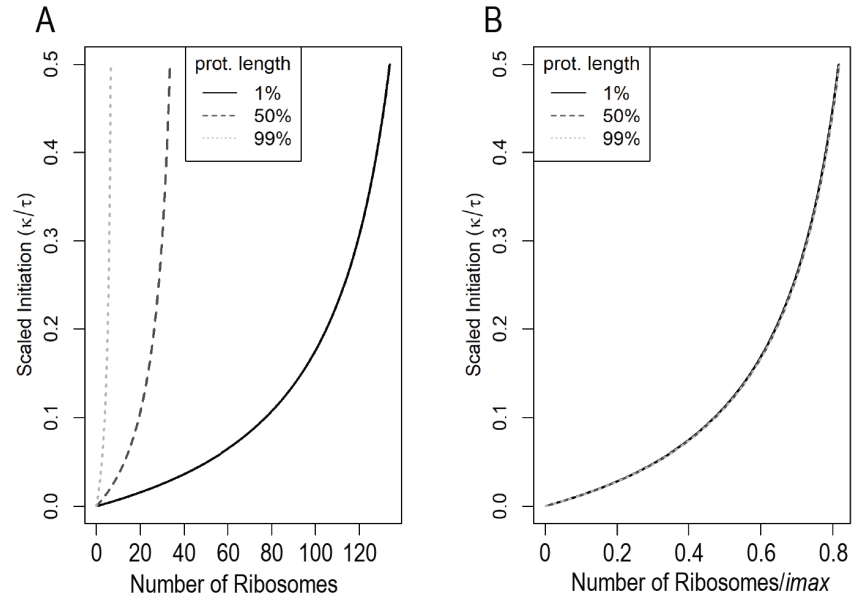 A
prot. length
1%
50%
99%
0.5
0.4
0.3
0.2
0.1
0.0
Scaled Initiation (κ/τ)
0 20 40 60 80 100 120
Number of Ribosomes
B
prot. length
1%
50%
99%
0.5
0.4
0.3
0.2
0.1
0.0
Scaled Initiation (κ/τ)
0 0.2 0.4 0.6 0.8
Number of Ribosomes/imax